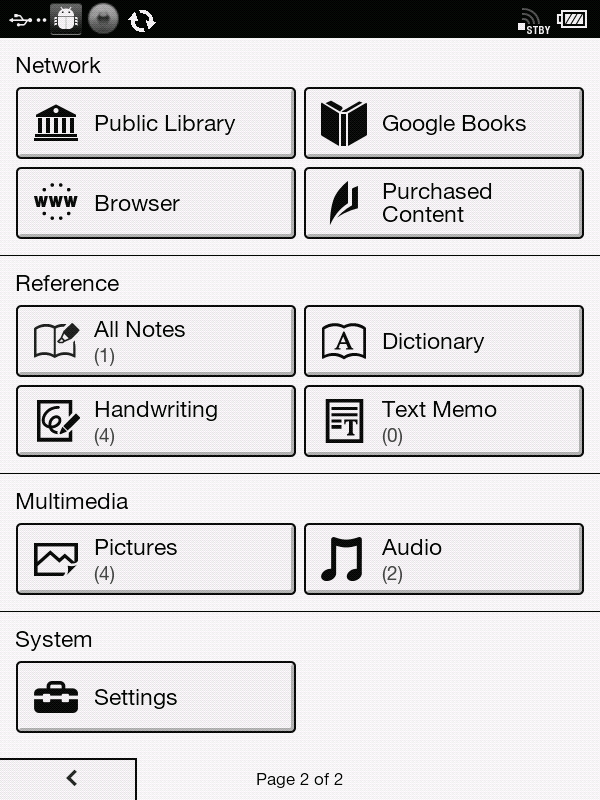 STBY
Network
Public Library
Google Books
www
Browser
Purchased
Content
Reference
All Notes
(1)
A
Dictionary
Handwriting
(4)
T
Text Memo
(0)
Multimedia
Pictures
(4)
Audio
(2)
System
Settings
Page 2 of 2